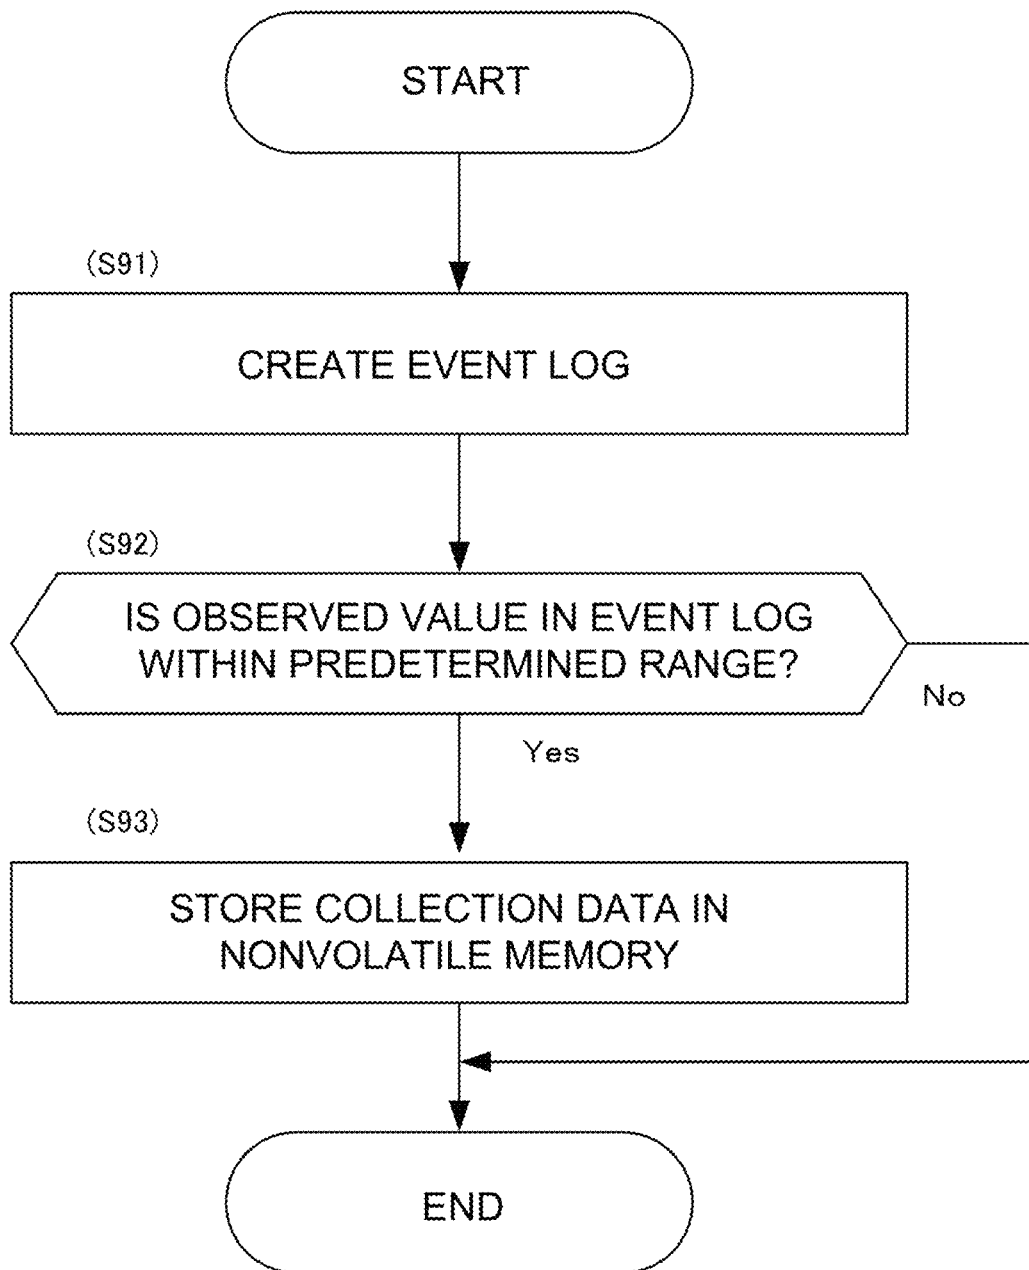 START
(S91)
CREATE EVENT LOG
(S92)
IS OBSERVED VALUE IN EVENT LOG
WITHIN PREDETERMINED RANGE?
No
Yes
(S93)
STORE COLLECTION DATA IN
NONVOLATILE MEMORY
END